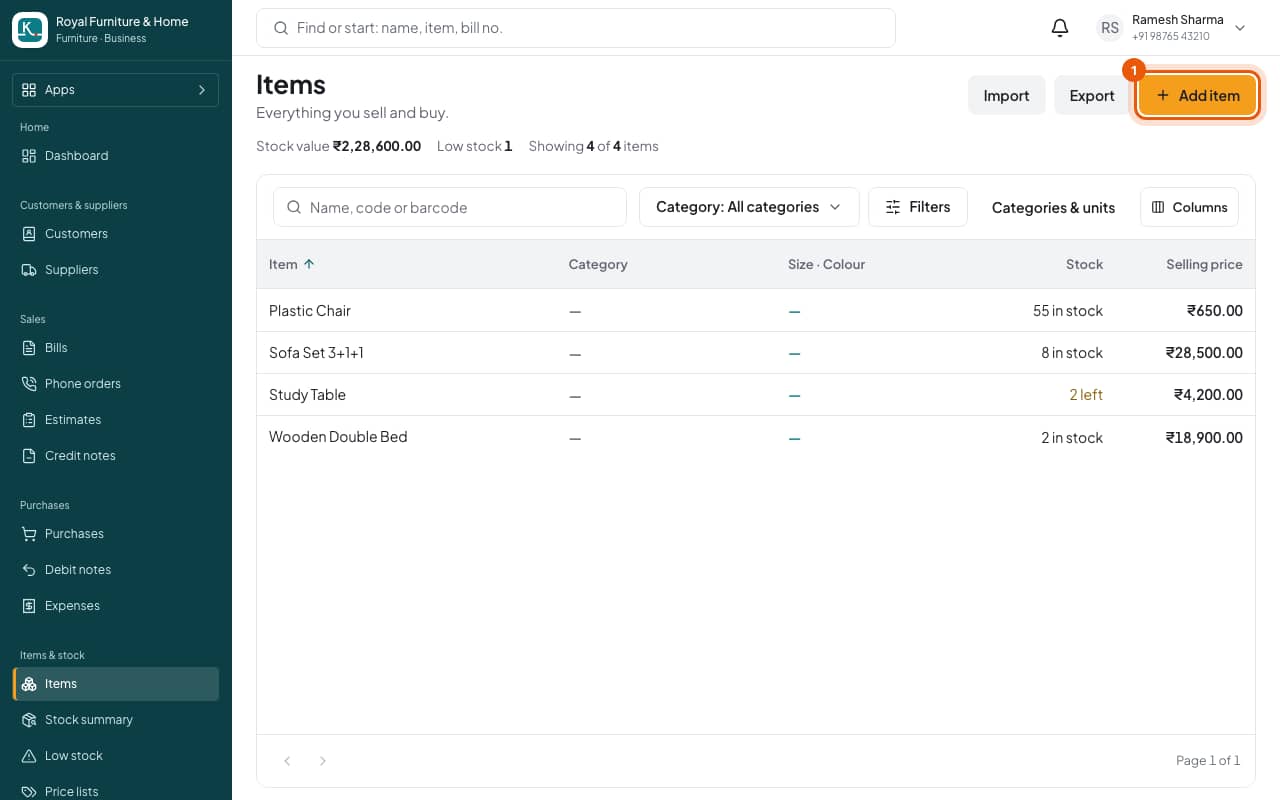 K
Royal Furniture & Home
Furniture · Business
Apps
Home
Dashboard
Customers & suppliers
Customers
Suppliers
Sales
Bills
Phone orders
Estimates
Credit notes
Purchases
Purchases
Debit notes
Expenses
Items & stock
Items
Stock summary
Low stock
Price lists
Find or start: name, item, bill no.
RS
Ramesh Sharma
+91 98765 43210
Items
Everything you sell and buy.
Import
Export
1
+ Add item
Stock value ₹2,28,600.00 Low stock 1 Showing 4 of 4 items
Name, code or barcode
Category: All categories
Filters
Categories & units
Columns
Item Category Size · Colour Stock Selling price
Plastic Chair — — 55 in stock ₹650.00
Sofa Set 3+1+1 — — 8 in stock ₹28,500.00
Study Table — — 2 left ₹4,200.00
Wooden Double Bed — — 2 in stock ₹18,900.00
Page 1 of 1